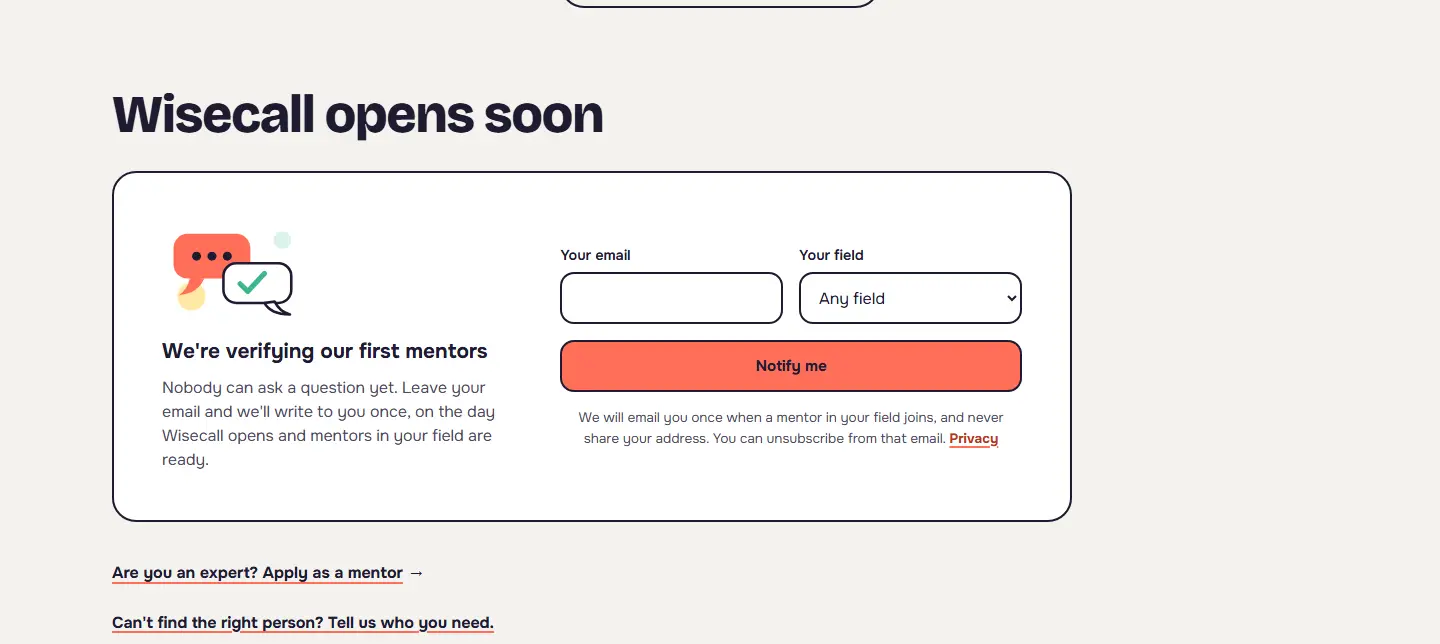 Wisecall opens soon
We're verifying our first mentors
Nobody can ask a question yet. Leave your
email and we'll write to you once, on the day
Wisecall opens and mentors in your field are
ready.
Your email
Your field
Any field
Notify me
We will email you once when a mentor in your field joins, and never
share your address. You can unsubscribe from that email. Privacy
Are you an expert? Apply as a mentor →
Can't find the right person? Tell us who you need.